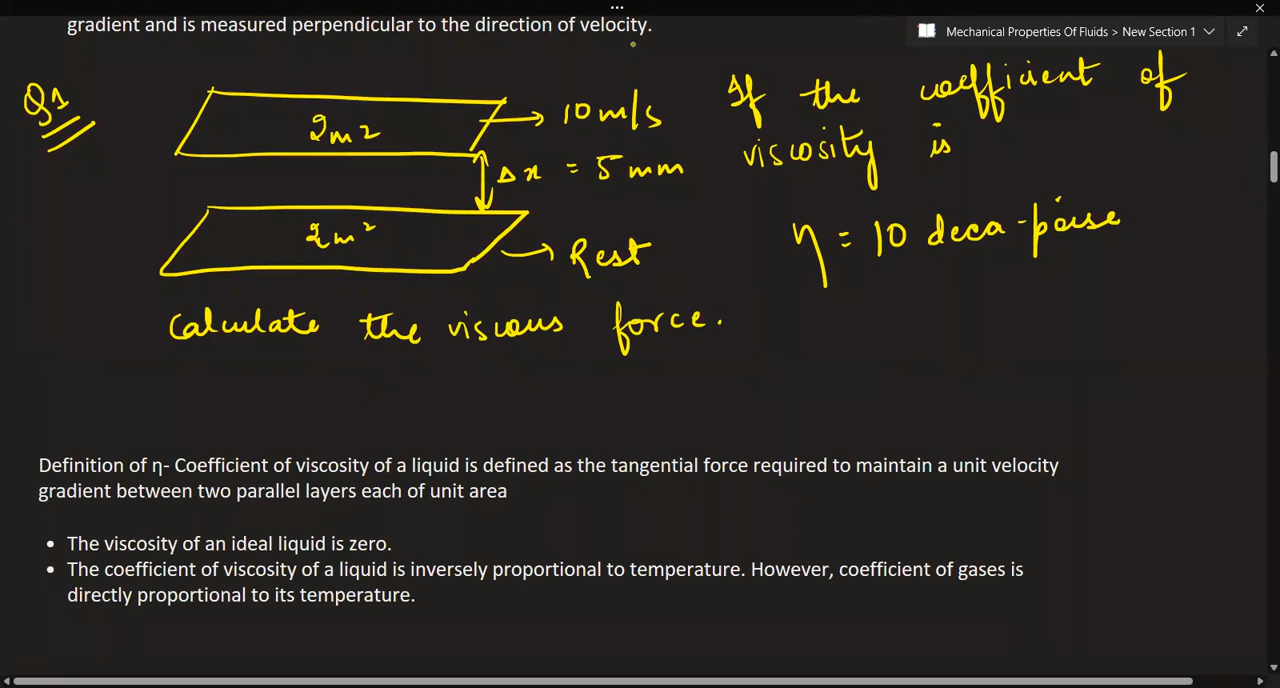 gradient and is measured perpendicular to the direction of velocity.
Mechanical Properties Of Fluids > New Section 1
Q1
2m²
10 m/s
If the coefficient of
viscosity is
Δx = 5 mm
η = 10 deca-poise
2m²
Rest
Calculate the viscous force.
Definition of η- Coefficient of viscosity of a liquid is defined as the tangential force required to maintain a unit velocity
gradient between two parallel layers each of unit area
• The viscosity of an ideal liquid is zero.
• The coefficient of viscosity of a liquid is inversely proportional to temperature. However, coefficient of gases is
directly proportional to its temperature.